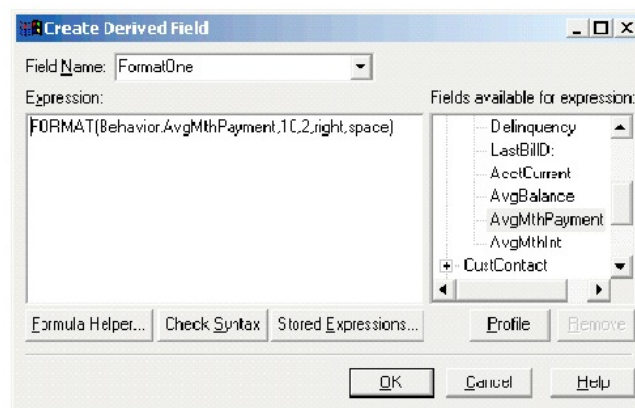 Create Derived Field
Field Name: FormatOne
Expression:
Fields available for expression:
FORMAT(Behavior.AvgMthPayment,10,2,right,space)
Delinquency
LastBillD:
AcctCurrent
AvgBalance
AvgMthPayment
AvgMthInt
CustContact
Formula Helper...
Check Syntax
Stored Expressions...
Profile
Remove
OK
Cancel
Help